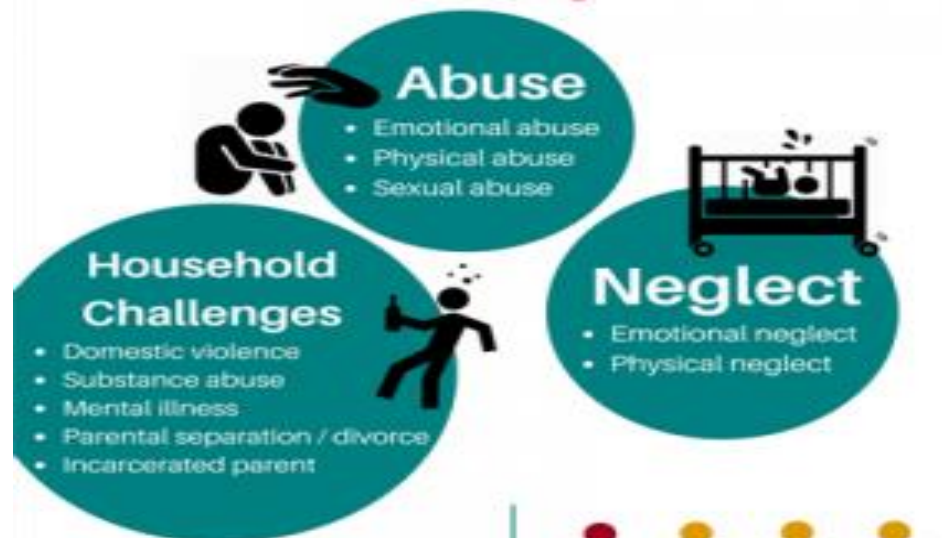 Abuse
• Emotional abuse
• Physical abuse
• Sexual abuse
Household
Challenges
• Domestic violence
• Substance abuse
• Mental illness
• Parental separation / divorce
• Incarcerated parent
Neglect
• Emotional neglect
• Physical neglect